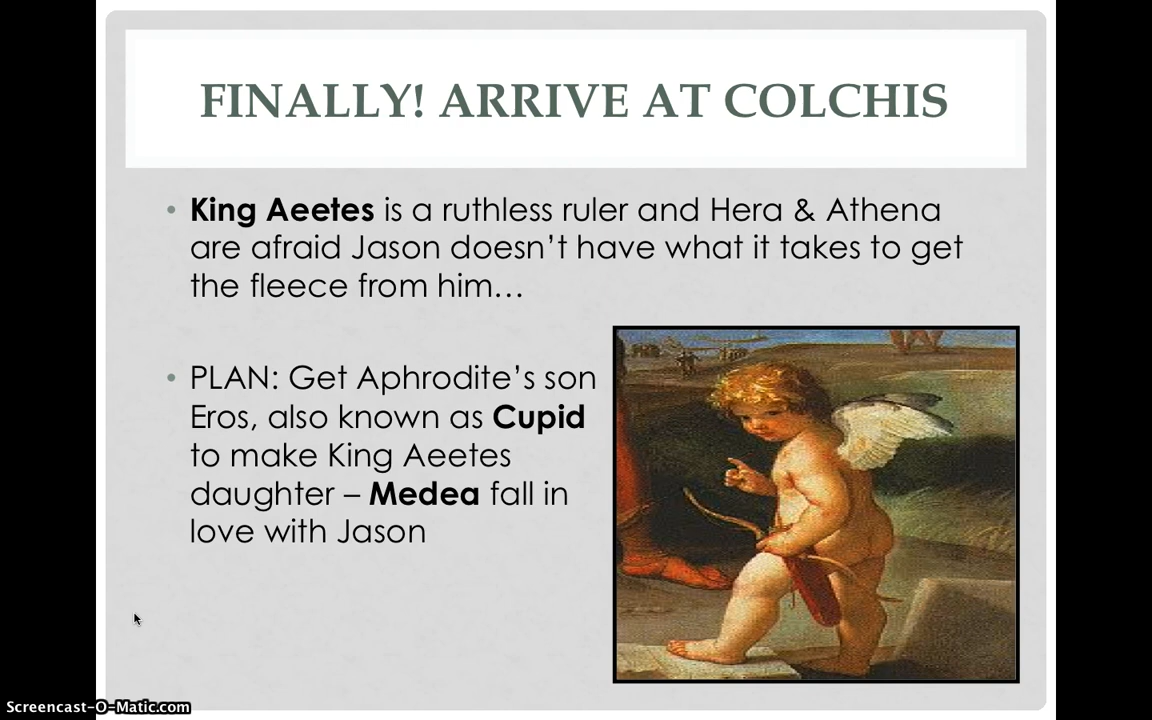 FINALLY! ARRIVE AT COLCHIS
• King Aeetes is a ruthless ruler and Hera & Athena
are afraid Jason doesn’t have what it takes to get
the fleece from him…
• PLAN: Get Aphrodite’s son
Eros, also known as Cupid
to make King Aeetes
daughter – Medea fall in
love with Jason
Screencast-O-Matic.com